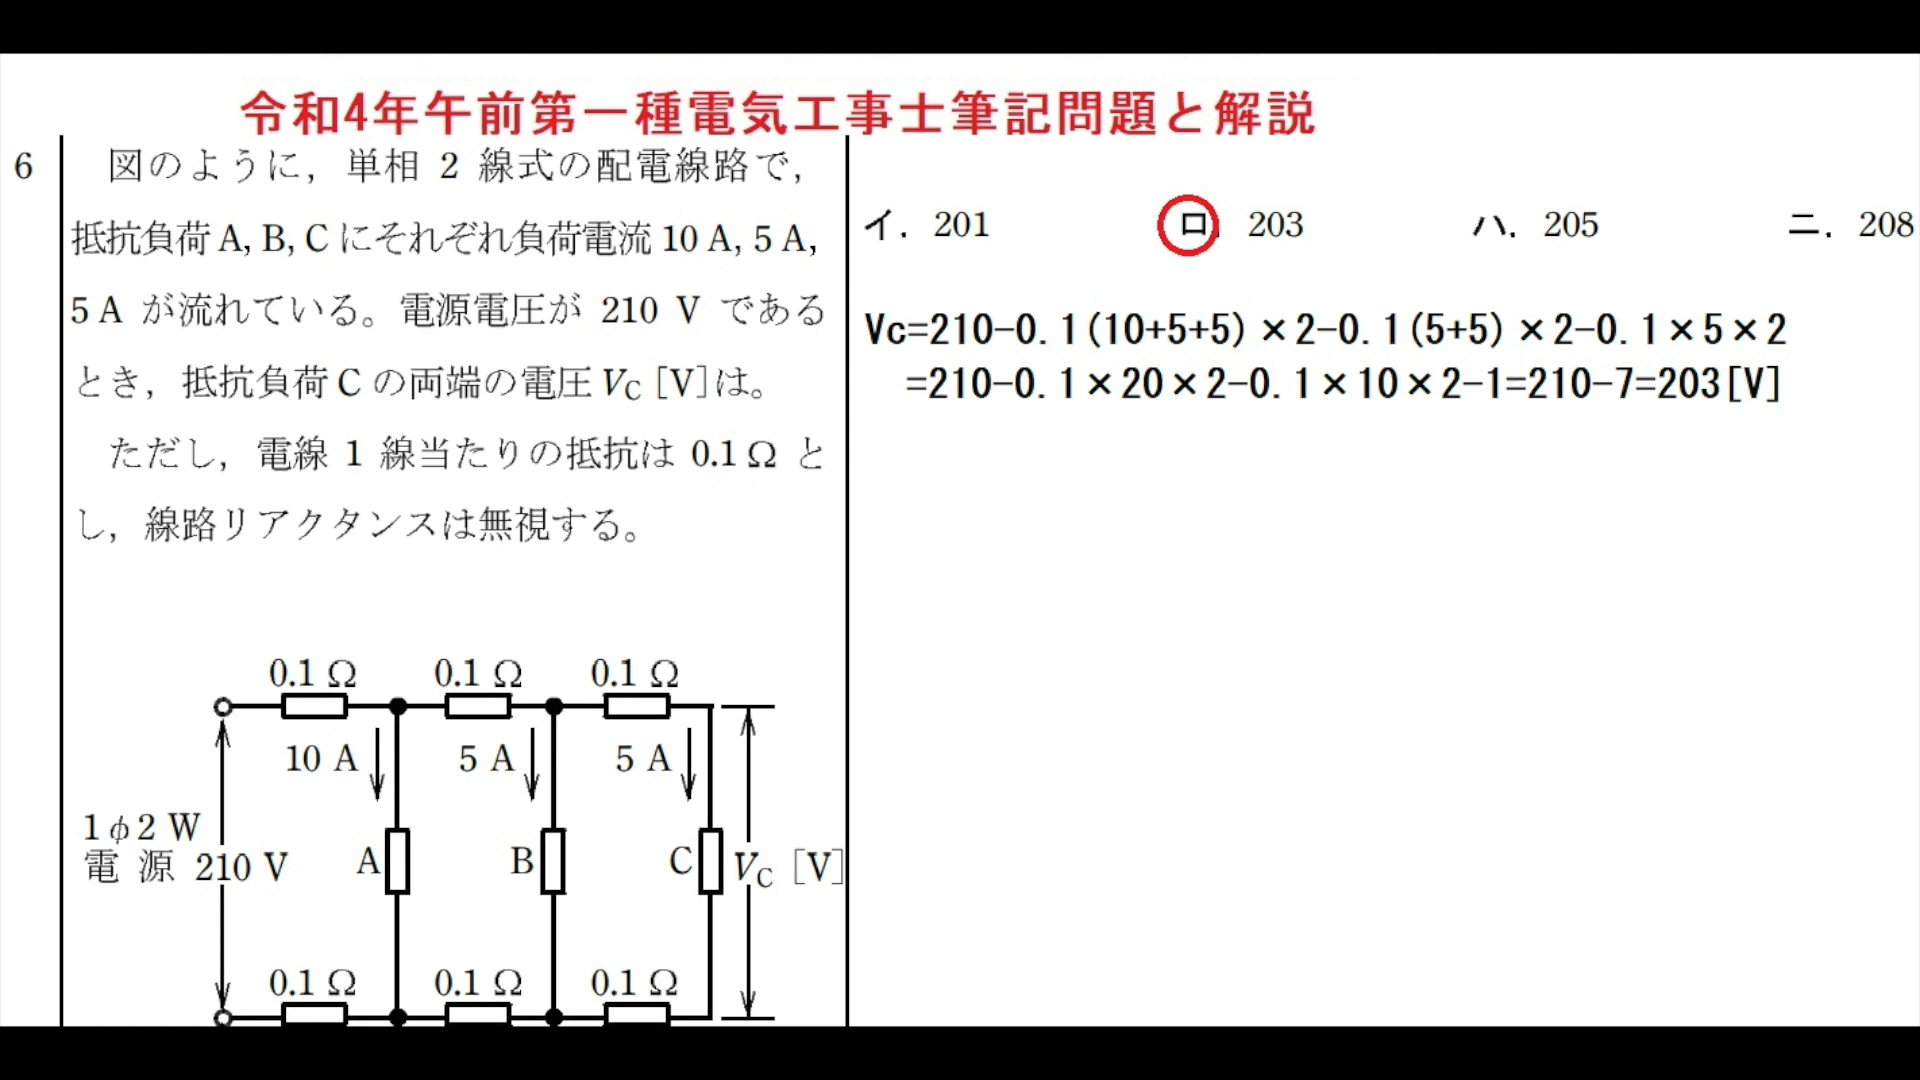 令和4年午前第一種電気工事士筆記問題と解説
6
図のように，単相 2 線式の配電線路で，
抵抗負荷 A, B, C にそれぞれ負荷電流 10 A, 5 A,
5 A が流れている。電源電圧が 210 V である
とき，抵抗負荷 C の両端の電圧 VC [V]は。
ただし，電線 1 線当たりの抵抗は 0.1 Ω と
し，線路リアクタンスは無視する。
イ．201 ロ. 203 ハ．205 ニ．208
Vc=210-0.1(10+5+5)×2-0.1(5+5)×2-0.1×5×2
=210-0.1×20×2-0.1×10×2-1=210-7=203[V]
0.1 Ω 0.1 Ω 0.1 Ω
10 A 5 A 5 A
1φ2 W
電 源 210 V A B C VC [V]
0.1 Ω 0.1 Ω 0.1 Ω